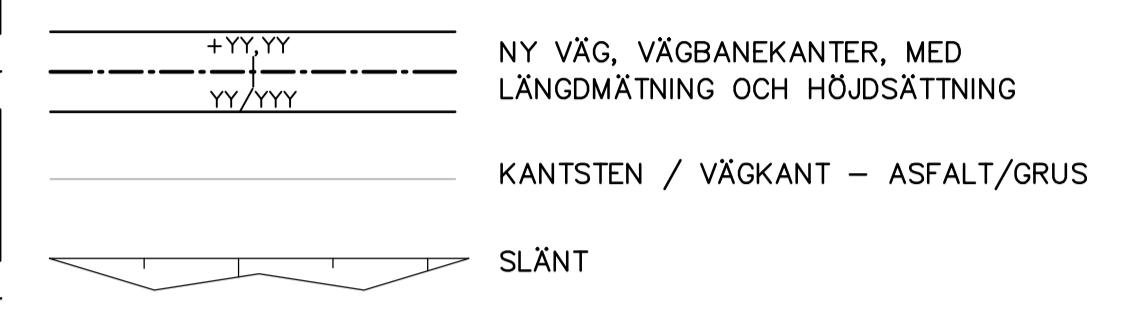 +YY,YY
YY/YYY
NY VÄG, VÄGBANEKANTER, MED
LÄNGDMÄTNING OCH HÖJDSÄTTNING
KANTSTEN / VÄGKANT – ASFALT/GRUS
SLÄNT